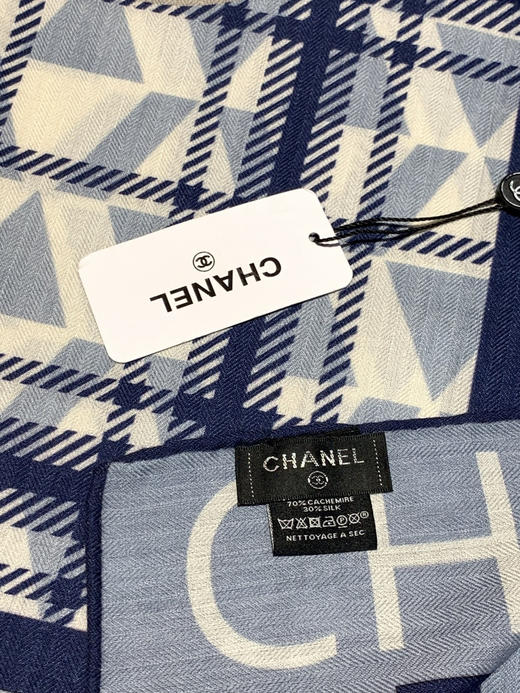 CHANEL
CHANEL
70% CACHEMIRE
30% SILK
NETTOYAGE A SEC
CH